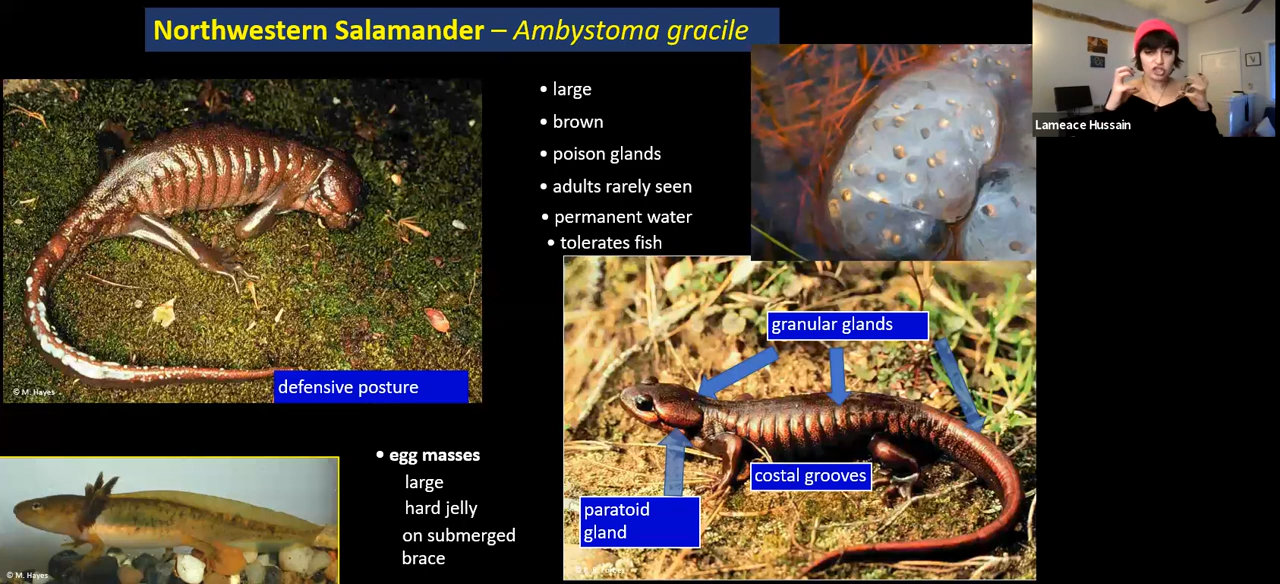 Northwestern Salamander – Ambystoma gracile
• large
• brown
• poison glands
• adults rarely seen
• permanent water
• tolerates fish
Lameace Hussain
defensive posture
© M. Hayes
granular glands
costal grooves
paratoid
gland
• egg masses
large
hard jelly
on submerged
brace
© M. Hayes